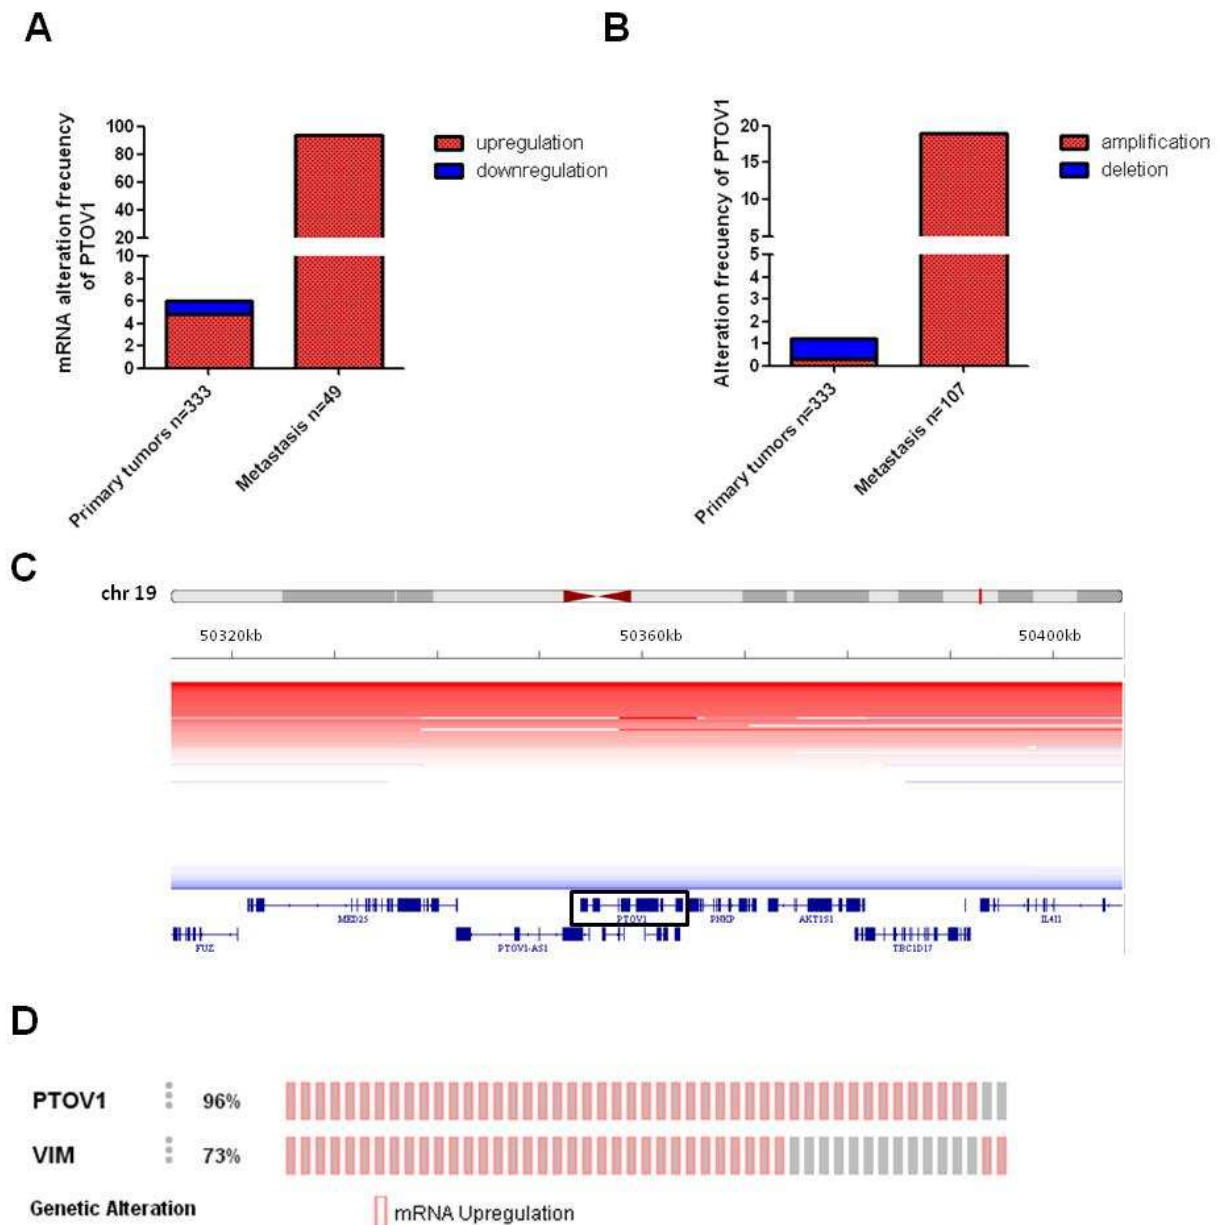 A
mRNA alteration frecuency
of PTOV1
100
80
60
40
20
10
8
6
4
2
0
Primary tumors n=333
Metastasis n=49
upregulation
downregulation
B
Alteration frecuency of PTOV1
20
15
10
5
5
4
3
2
1
0
Primary tumors n=333
Metastasis n=107
amplification
deletion
C
chr 19
50320kb 50360kb 50400kb
MED25 PTOV1 PNKP AKT1S1 IL4I1
FUZ PTOV1-AS1 TBC1D17
D
PTOV1 96%
VIM 73%
Genetic Alteration mRNA Upregulation